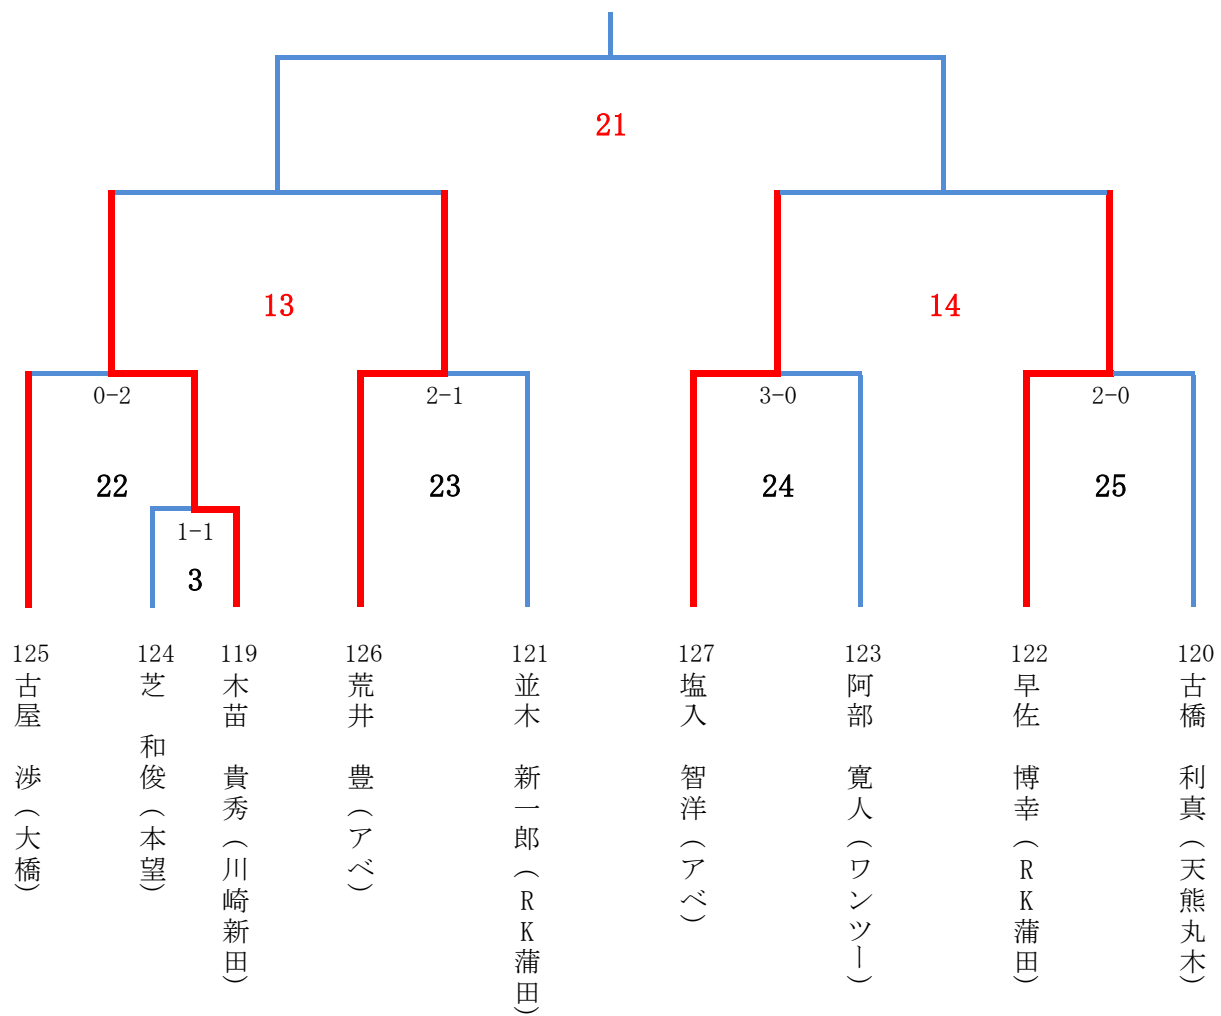 21
13
14
0-2
2-1
3-0
2-0
22
23
24
25
1-1
3
125
古屋 渉(大橋)
124
芝 和俊(本望)
119
木苗 貴秀(川崎新田)
126
荒井 豊(アベ)
121
並木 新一郎(RK蒲田)
127
塩入 智洋(アベ)
123
阿部 寛人(ワンツー)
122
早佐 博幸(RK蒲田)
120
古橋 利真(天熊丸木)